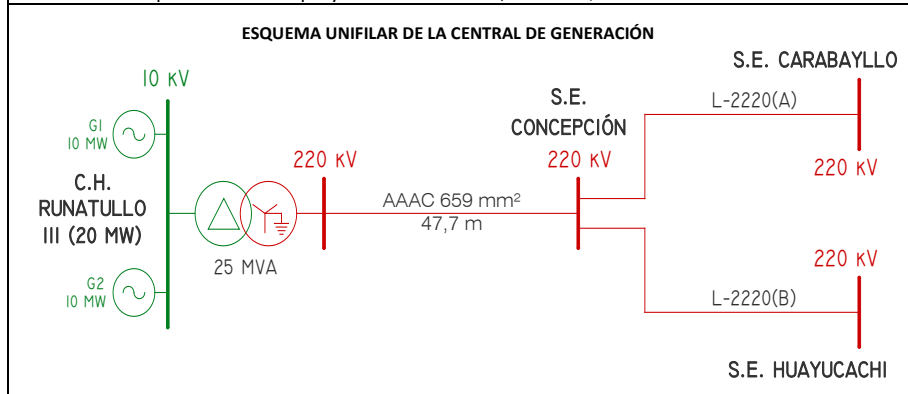 ESQUEMA UNIFILAR DE LA CENTRAL DE GENERACIÓN
10 KV
G1
10 MW
C.H.
RUNATULLO
III (20 MW)
G2
10 MW
25 MVA
220 KV
AAAC 659 mm²
47,7 m
S.E.
CONCEPCIÓN
220 KV
S.E. CARABAYLLO
L-2220(A)
220 KV
220 KV
L-2220(B)
S.E. HUAYUCACHI